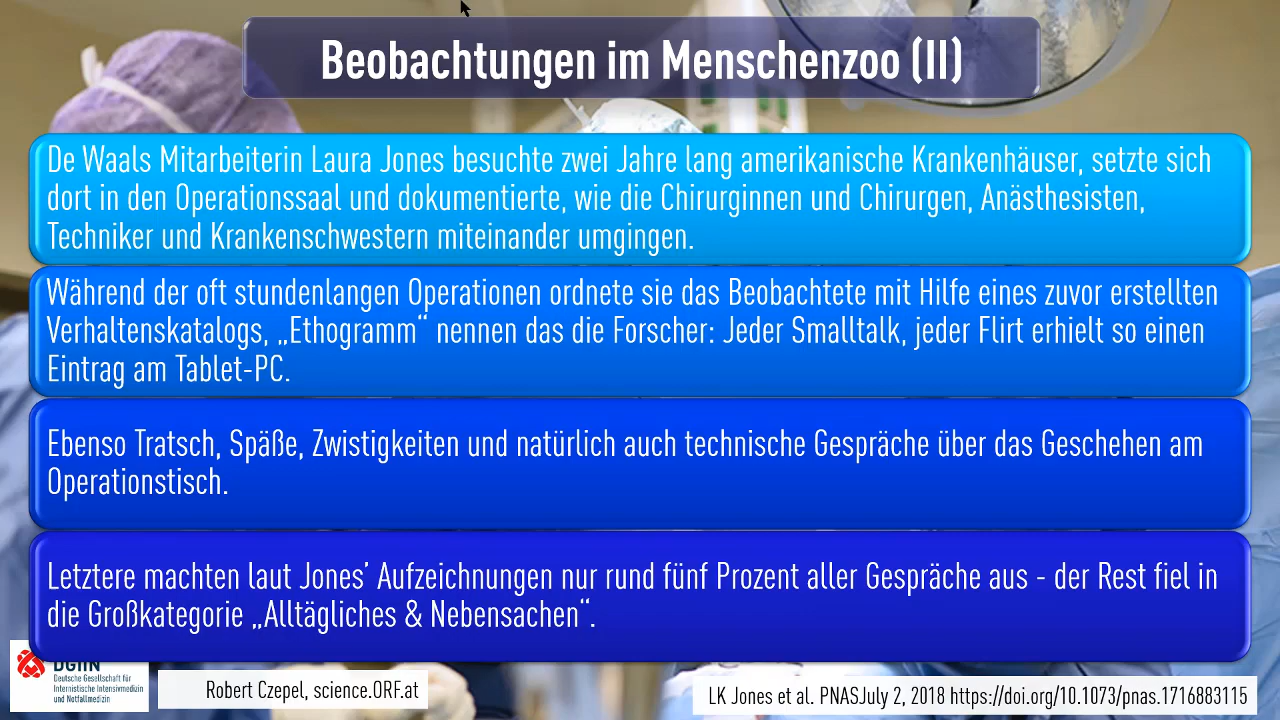 Beobachtungen im Menschenzoo (II)
De Waals Mitarbeiterin Laura Jones besuchte zwei Jahre lang amerikanische Krankenhäuser, setzte sich
dort in den Operationssaal und dokumentierte, wie die Chirurginnen und Chirurgen, Anästhesisten,
Techniker und Krankenschwestern miteinander umgingen.
Während der oft stundenlangen Operationen ordnete sie das Beobachtete mit Hilfe eines zuvor erstellten
Verhaltenskatalogs, „Ethogramm“ nennen das die Forscher: Jeder Smalltalk, jeder Flirt erhielt so einen
Eintrag am Tablet-PC.
Ebenso Tratsch, Späße, Zwistigkeiten und natürlich auch technische Gespräche über das Geschehen am
Operationstisch.
Letztere machten laut Jones’ Aufzeichnungen nur rund fünf Prozent aller Gespräche aus - der Rest fiel in
die Großkategorie „Alltägliches & Nebensachen“.
DGIIN
Deutsche Gesellschaft für
Internistische Intensivmedizin
und Notfallmedizin
Robert Czepel, science.ORF.at
LK Jones et al. PNASJuly 2, 2018 https://doi.org/10.1073/pnas.1716883115